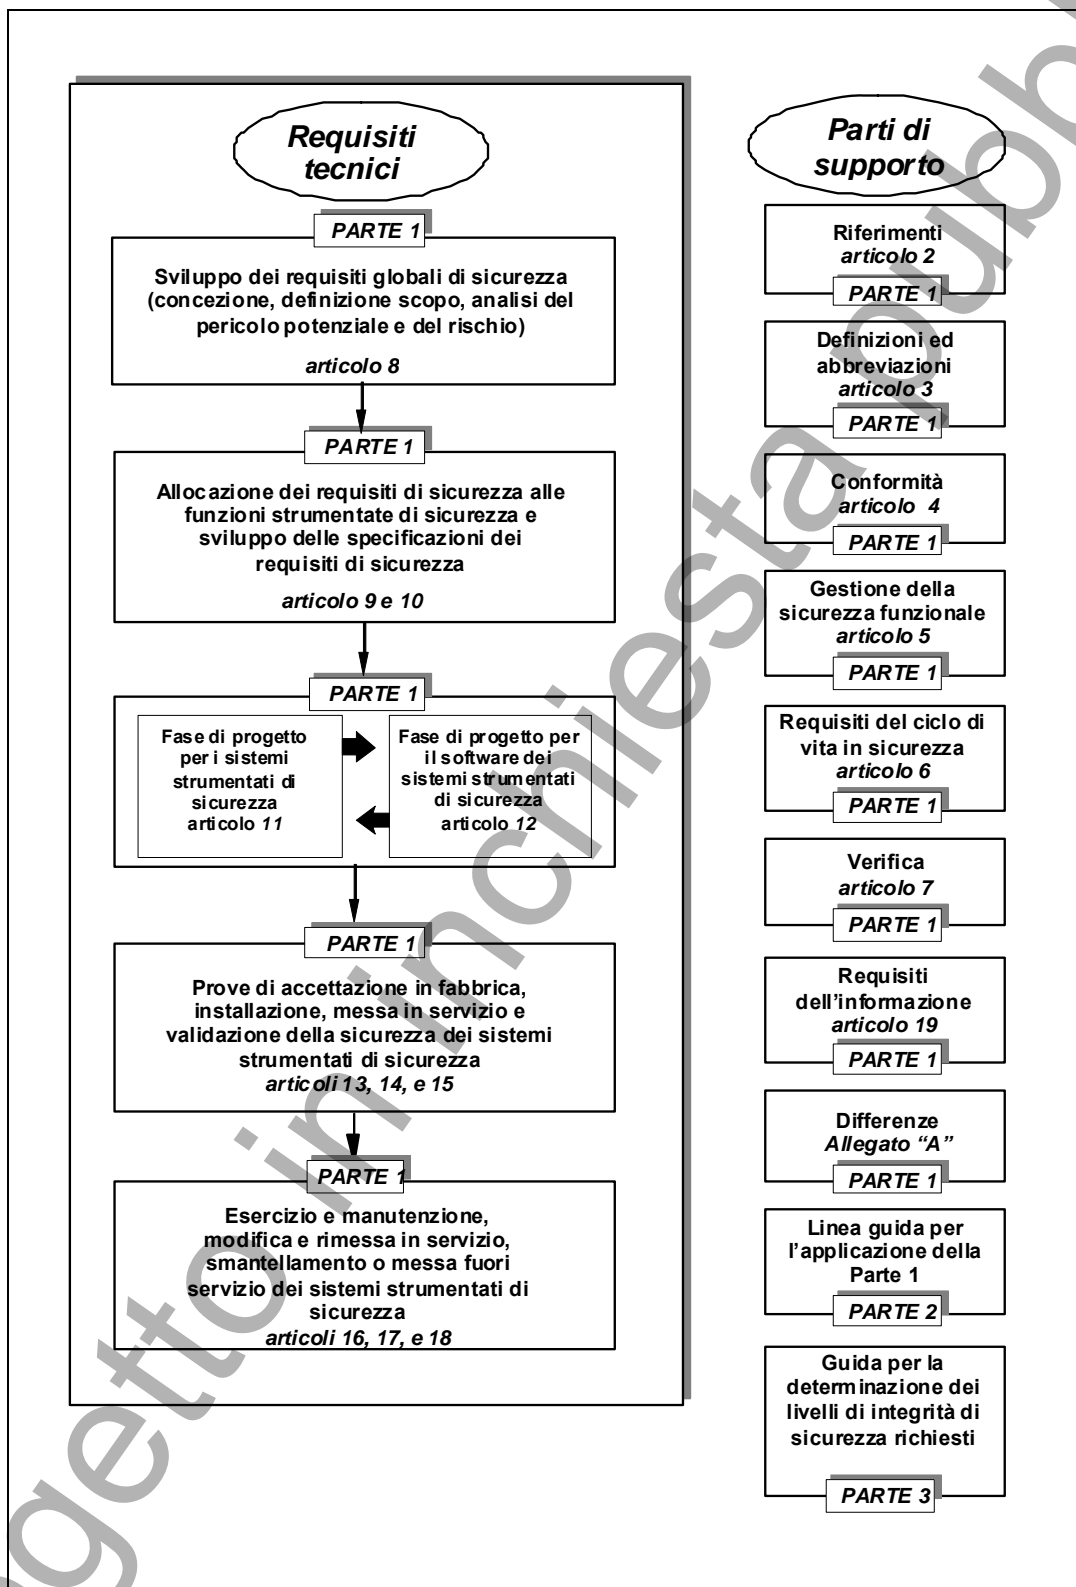 Requisiti
tecnici
PARTE 1
Sviluppo dei requisiti globali di sicurezza
(concezione, definizione scopo, analisi del
pericolo potenziale e del rischio)
articolo 8
PARTE 1
Allocazione dei requisiti di sicurezza alle
funzioni strumentate di sicurezza e
sviluppo delle specificazioni dei
requisiti di sicurezza
articolo 9 e 10
PARTE 1
Fase di progetto
per i sistemi
strumentati di
sicurezza
articolo 11
Fase di progetto per
il software dei
sistemi strumentati
di sicurezza
articolo 12
PARTE 1
Prove di accettazione in fabbrica,
installazione, messa in servizio e
validazione della sicurezza dei sistemi
strumentati di sicurezza
articoli 13, 14, e 15
PARTE 1
Esercizio e manutenzione,
modifica e rimessa in servizio,
smantellamento o messa fuori
servizio dei sistemi strumentati di
sicurezza
articoli 16, 17, e 18
Parti di
supporto
Riferimenti
articolo 2
PARTE 1
Definizioni ed
abbreviazioni
articolo 3
PARTE 1
Conformità
articolo 4
PARTE 1
Gestione della
sicurezza funzionale
articolo 5
PARTE 1
Requisiti del ciclo di
vita in sicurezza
articolo 6
PARTE 1
Verifica
articolo 7
PARTE 1
Requisiti
dell'informazione
articolo 19
PARTE 1
Differenze
Allegato “A”
PARTE 1
Linea guida per
l'applicazione della
Parte 1
PARTE 2
Guida per la
determinazione dei
livelli di integrità di
sicurezza richiesti
PARTE 3
getto in inchiesta pubb